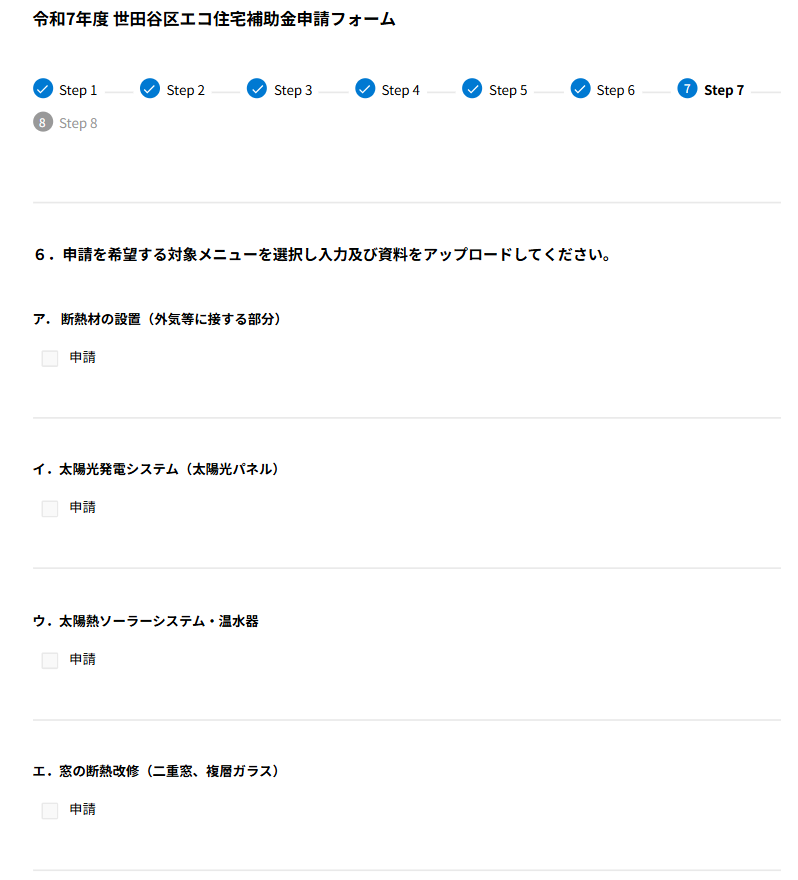 令和7年度 世田谷区エコ住宅補助金申請フォーム
Step 1 Step 2 Step 3 Step 4 Step 5 Step 6 7 Step 7
8 Step 8
６．申請を希望する対象メニューを選択し入力及び資料をアップロードしてください。
ア． 断熱材の設置（外気等に接する部分）
申請
イ．太陽光発電システム（太陽光パネル）
申請
ウ．太陽熱ソーラーシステム・温水器
申請
エ．窓の断熱改修（二重窓、複層ガラス）
申請